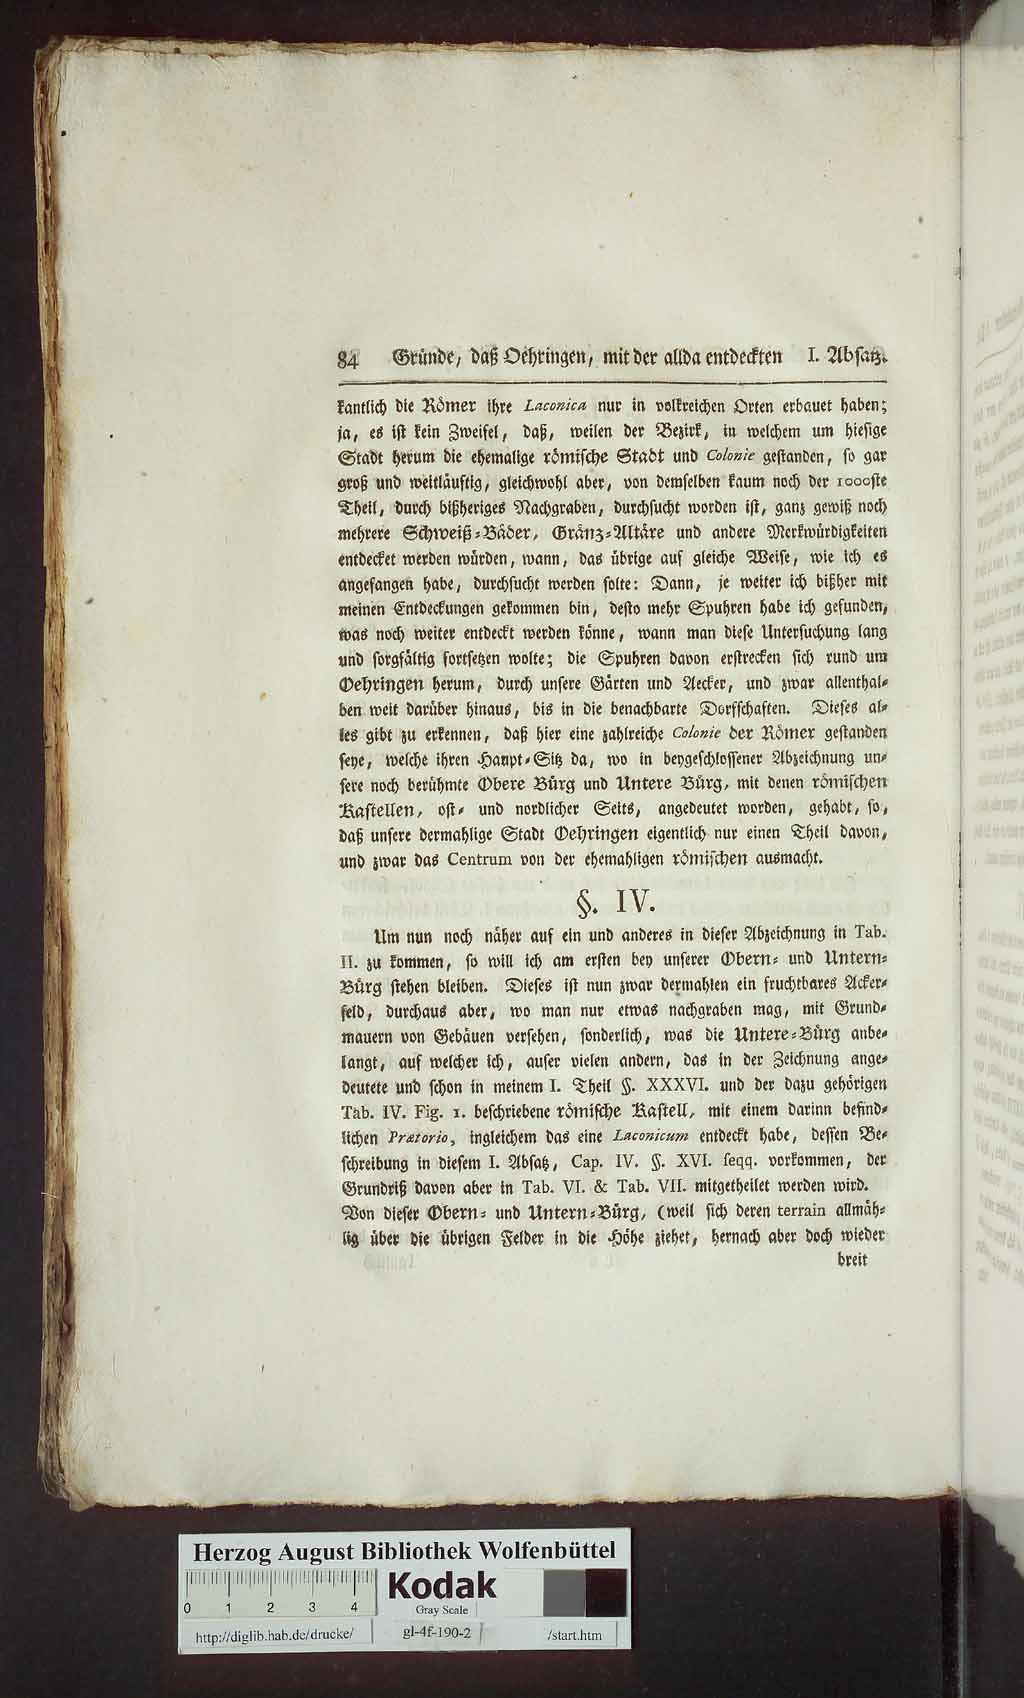 84 Gründe, daß Oehringen, mit der allda entdeckten I. Absatz.
kantlich die Römer ihre Laconica nur in volkreichen Orten erbauet haben;
ja, es ist kein Zweifel, daß, weilen der Bezirk, in welchem um hiesige
Stadt herum die ehemalige römische Stadt und Colonie gestanden, so gar
groß und weitläuftig, gleichwohl aber, von demselben kaum noch der 1000ste
Theil, durch bißheriges Nachgraben, durchsucht worden ist, ganz gewiß noch
mehrere Schweiß-Bäder, Gränz-Altäre und andere Merkwürdigkeiten
entdecket werden würden, wann, das übrige auf gleiche Weise, wie ich es
angefangen habe, durchsucht werden solte: Dann, je weiter ich bißher mit
meinen Entdeckungen gekommen bin, desto mehr Spuhren habe ich gefunden,
was noch weiter entdeckt werden könne, wann man diese Untersuchung lang
und sorgfältig fortsetzen wolte; die Spuhren davon erstrecken sich rund um
Oehringen herum, durch unsere Gärten und Aecker, und zwar allenthal-
ben weit darüber hinaus, bis in die benachbarte Dorfschaften. Dieses al-
les gibt zu erkennen, daß hier eine zahlreiche Colonie der Römer gestanden
seye, welche ihren Haupt-Sitz da, wo in beygeschlossener Abzeichnung un-
sere noch berühmte Obere Bürg und Untere Bürg, mit denen römischen
Kastellen, ost- und nordlicher Seits, angedeutet worden, gehabt, so,
daß unsere dermahlige Stadt Oehringen eigentlich nur einen Theil davon,
und zwar das Centrum von der ehemahligen römischen ausmacht.
§. IV.
Um nun noch näher auf ein und anderes in dieser Abzeichnung in Tab.
II. zu kommen, so will ich am ersten bey unserer Obern- und Untern-
Bürg stehen bleiben. Dieses ist nun zwar dermahlen ein fruchtbares Acker-
feld, durchaus aber, wo man nur etwas nachgraben mag, mit Grund-
mauern von Gebäuen versehen, sonderlich, was die Untere-Bürg anbe-
langt, auf welcher ich, auser vielen andern, das in der Zeichnung ange-
deutete und schon in meinem I. Theil §. XXXVI. und der dazu gehörigen
Tab. IV. Fig. 1. beschriebene römische Kastell, mit einem darinn befind-
lichen Prætorio, ingleichem das eine Laconicum entdeckt habe, dessen Be-
schreibung in diesem I. Absatz, Cap. IV. §. XVI. seqq. vorkommen, der
Grundriß davon aber in Tab. VI. & Tab. VII. mitgetheilet werden wird.
Von dieser Obern- und Untern-Bürg, (weil sich deren terrain allmäh-
lig über die übrigen Felder in die Höhe ziehet, hernach aber doch wieder
breit
Herzog August Bibliothek Wolfenbüttel
0 1 2 3 4
Kodak
Gray Scale
http://diglib.hab.de/drucke/ gl-4f-190-2 /start.htm